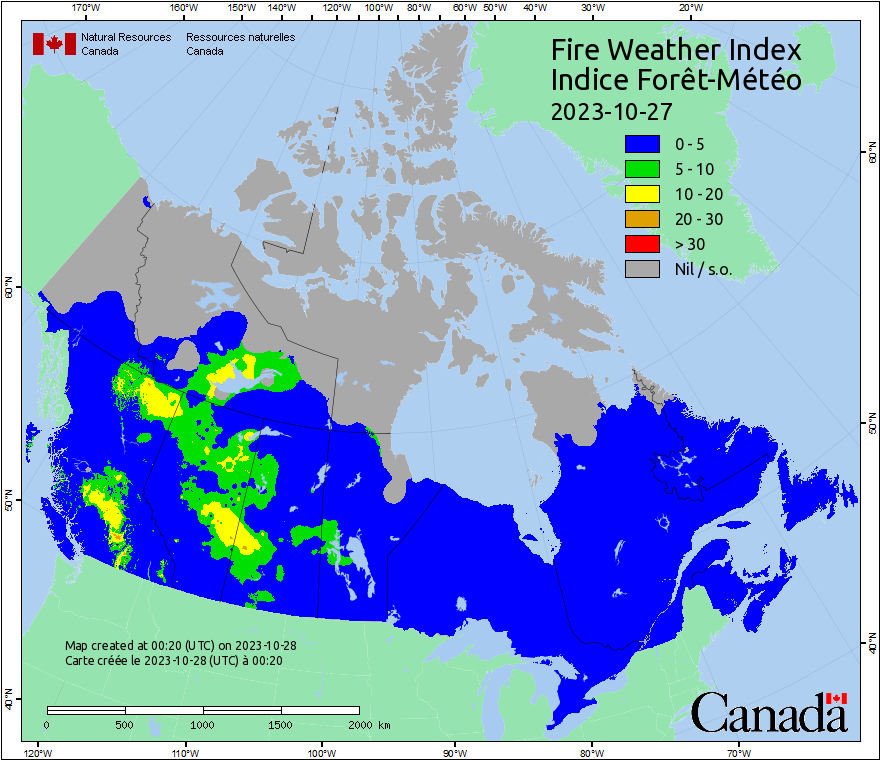 170°W 160°W 150°W 140°W 130°W 120°W 110°W 100°W 90°W 80°W 70°W 60°W 50°W 40°W 30°W 20°W
Natural Resources Ressources naturelles
Canada Canada
Fire Weather Index
Indice Forêt-Météo
2023-10-27
0 - 5
5 - 10
10 - 20
20 - 30
> 30
Nil / s.o.
60°N
60°N
50°N
50°N
40°N
40°N
Map created at 00:20 (UTC) on 2023-10-28
Carte créée le 2023-10-28 (UTC) à 00:20
0 500 1000 1500 2000 km
Canada
120°W 110°W 100°W 90°W 80°W 70°W